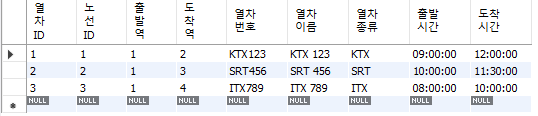 열차ID 노선ID 출발역 도착역 열차번호 열차이름 열차종류 출발시간 도착시간
1 1 1 2 KTX123 KTX 123 KTX 09:00:00 12:00:00
2 2 1 3 SRT456 SRT 456 SRT 10:00:00 11:30:00
3 3 1 4 ITX789 ITX 789 ITX 08:00:00 10:00:00
NULL NULL NULL NULL NULL NULL NULL NULL NULL